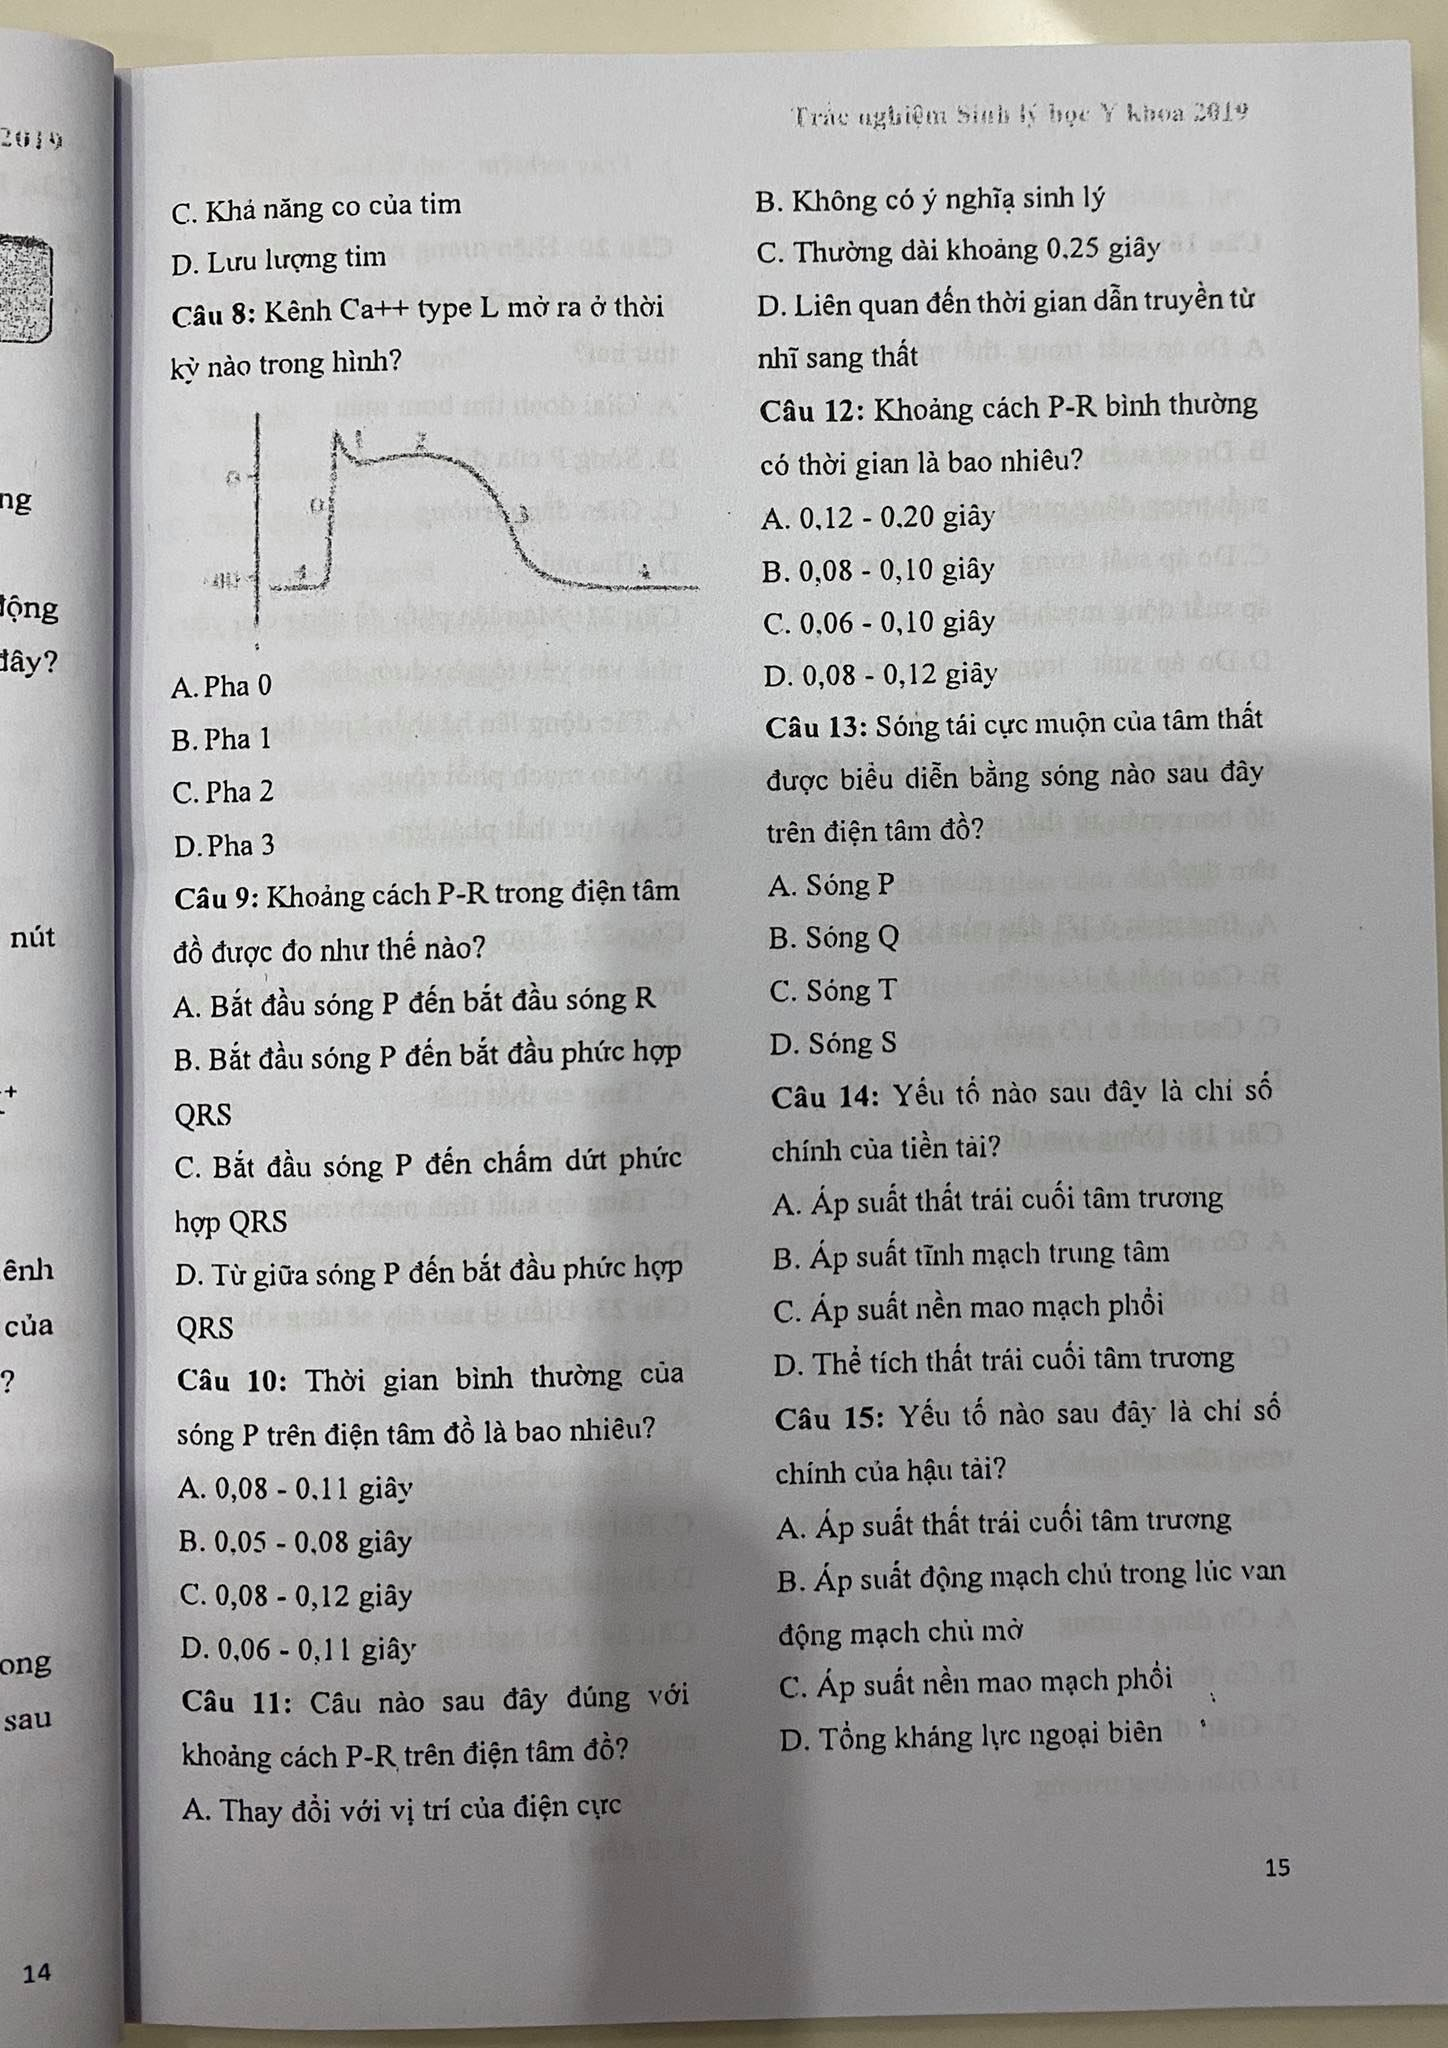 2019
ng
động
đây?
nút
ênh
của
?
ong
sau
14
Trắc nghiệm Sinh lý học Y khoa 2019
C. Khả năng co của tim
D. Lưu lượng tim
Câu 8: Kênh Ca++ type L mở ra ở thời
kỳ nào trong hình?
1
2
0
0
3
4
4
A. Pha 0
B. Pha 1
C. Pha 2
D. Pha 3
Câu 9: Khoảng cách P-R trong điện tâm
đồ được đo như thế nào?
A. Bắt đầu sóng P đến bắt đầu sóng R
B. Bắt đầu sóng P đến bắt đầu phức hợp
QRS
C. Bắt đầu sóng P đến chấm dứt phức
hợp QRS
D. Từ giữa sóng P đến bắt đầu phức hợp
QRS
Câu 10: Thời gian bình thường của
sóng P trên điện tâm đồ là bao nhiêu?
A. 0,08 - 0,11 giây
B. 0,05 - 0,08 giây
C. 0,08 - 0,12 giây
D. 0,06 - 0,11 giây
Câu 11: Câu nào sau đây đúng với
khoảng cách P-R trên điện tâm đồ?
A. Thay đổi với vị trí của điện cực
B. Không có ý nghĩa sinh lý
C. Thường dài khoảng 0,25 giây
D. Liên quan đến thời gian dẫn truyền từ
nhĩ sang thất
Câu 12: Khoảng cách P-R bình thường
có thời gian là bao nhiêu?
A. 0,12 - 0,20 giây
B. 0,08 - 0,10 giây
C. 0,06 - 0,10 giây
D. 0,08 - 0,12 giây
Câu 13: Sóng tái cực muộn của tâm thất
được biểu diễn bằng sóng nào sau đây
trên điện tâm đồ?
A. Sóng P
B. Sóng Q
C. Sóng T
D. Sóng S
Câu 14: Yếu tố nào sau đây là chỉ số
chính của tiền tải?
A. Áp suất thất trái cuối tâm trương
B. Áp suất tĩnh mạch trung tâm
C. Áp suất nền mao mạch phổi
D. Thể tích thất trái cuối tâm trương
Câu 15: Yếu tố nào sau đây là chỉ số
chính của hậu tải?
A. Áp suất thất trái cuối tâm trương
B. Áp suất động mạch chủ trong lúc van
động mạch chủ mở
C. Áp suất nền mao mạch phổi
D. Tổng kháng lực ngoại biên
15